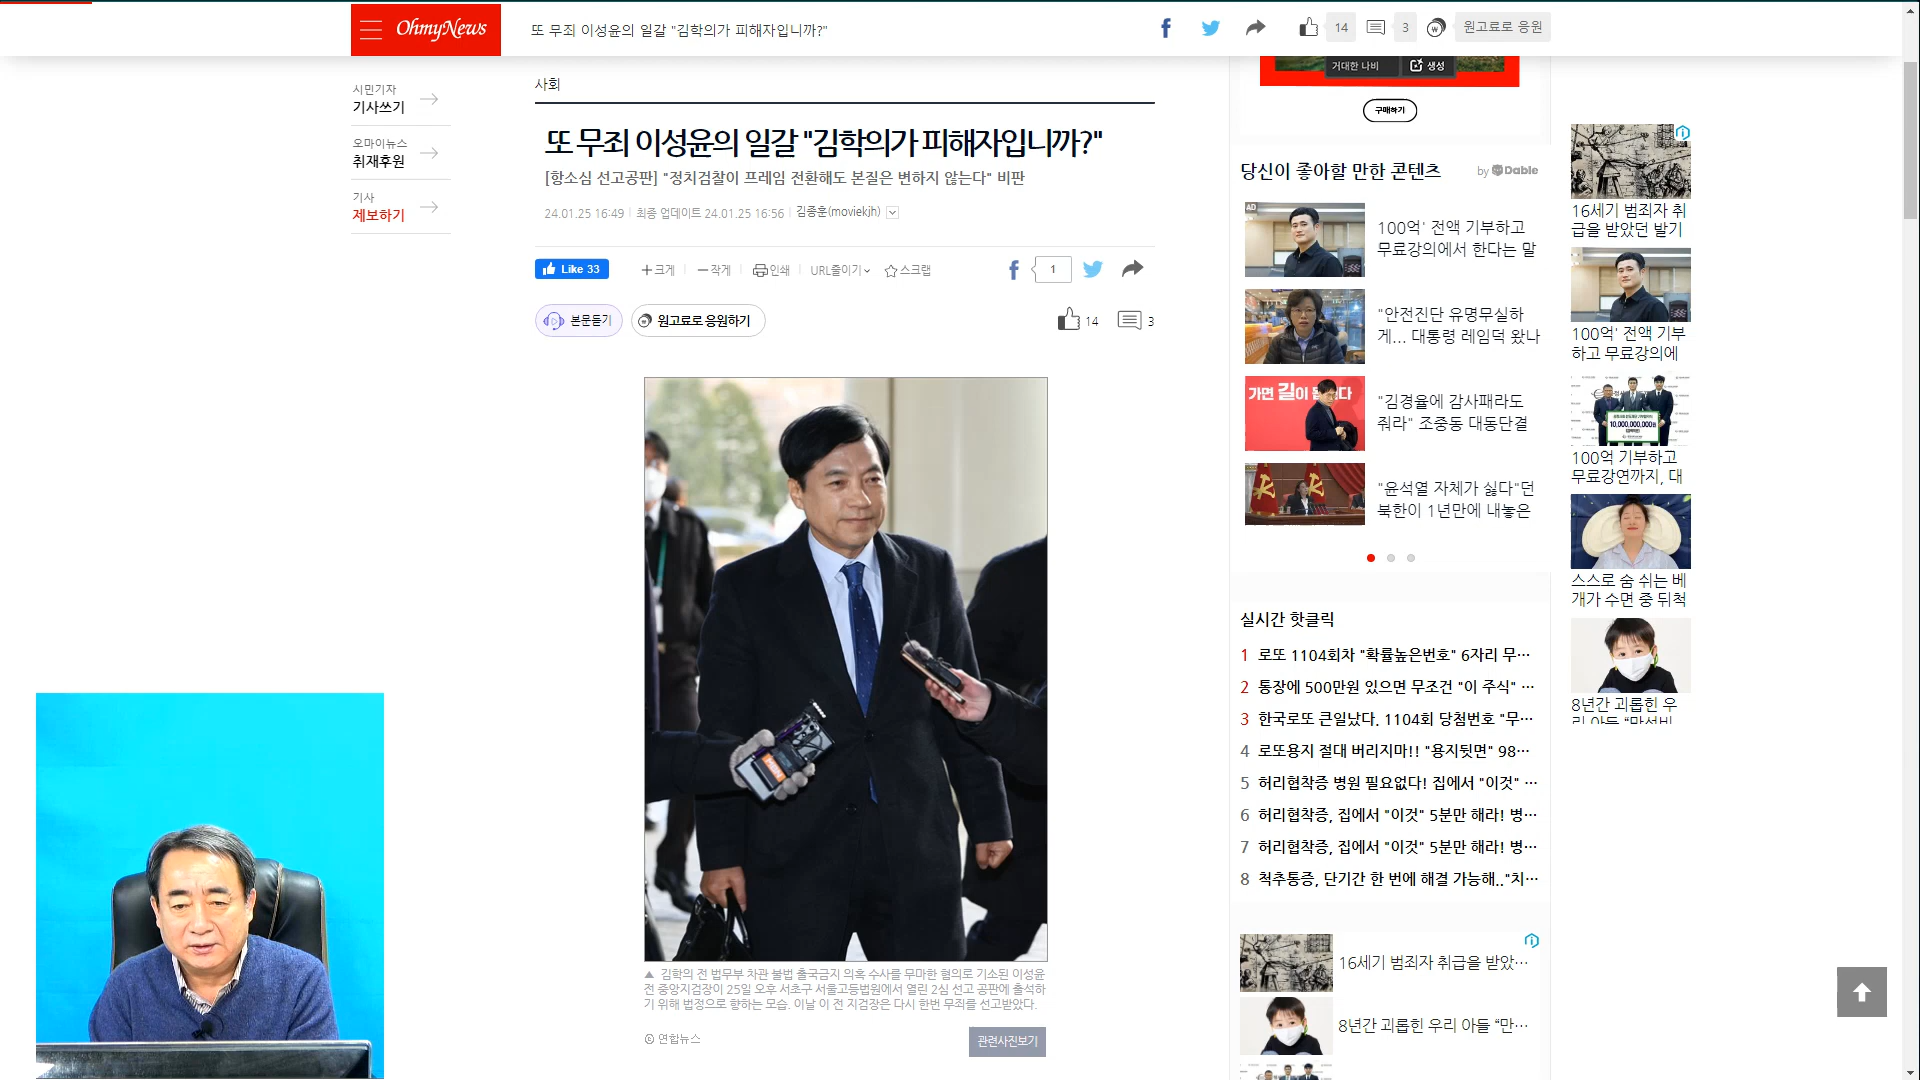 OhmyNews
또 무죄 이성윤의 일갈 "김학의가 피해자입니까?"
14
3
원고료로 응원
시민기자
기사쓰기
오마이뉴스
취재후원
기사
제보하기
사회
또 무죄 이성윤의 일갈 "김학의가 피해자입니까?"
[항소심 선고공판] "정치검찰이 프레임 전환해도 본질은 변하지 않는다" 비판
24.01.25 16:49 | 최종 업데이트 24.01.25 16:56 | 김종훈(moviekjh)
Like 33
크게
작게
인쇄
URL줄이기
스크랩
1
본문듣기
원고료로 응원하기
14
3
▲ 김학의 전 법무부 차관 불법 출국금지 의혹 수사를 무마한 혐의로 기소된 이성윤
전 중앙지검장이 25일 오후 서초구 서울고등법원에서 열린 2심 선고 공판에 출석하
기 위해 법정으로 향하는 모습. 이날 이 전 지검장은 다시 한번 무죄를 선고받았다.
ⓒ 연합뉴스
관련사진보기
거대한 나비
생성
구매하기
당신이 좋아할 만한 콘텐츠
by Dable
AD
100억' 전액 기부하고
무료강의에서 한다는 말
"안전진단 유명무실하
게... 대통령 레임덕 왔나
가면 길이
"김경율에 감사패라도
줘라" 조중동 대동단결
"윤석열 자체가 싫다"던
북한이 1년만에 내놓은
실시간 핫클릭
1 로또 1104회차 "확률높은번호" 6자리 무…
2 통장에 500만원 있으면 무조건 "이 주식" …
3 한국로또 큰일났다. 1104회 당첨번호 "무…
4 로또용지 절대 버리지마!! "용지뒷면" 98…
5 허리협착증 병원 필요없다! 집에서 "이것" …
6 허리협착증, 집에서 "이것" 5분만 해라! 병…
7 허리협착증, 집에서 "이것" 5분만 해라! 병…
8 척추통증, 단기간 한 번에 해결 가능해.."치…
16세기 범죄자 취급을 받았…
8년간 괴롭힌 우리 아들 “만…
16세기 범죄자 취
급을 받았던 발기
100억' 전액 기부
하고 무료강의에
10,000,000,000원
100억 기부하고
무료강연까지, 대
스스로 숨 쉬는 베
개가 수면 중 뒤척
8년간 괴롭힌 우
리 아들 “만성비